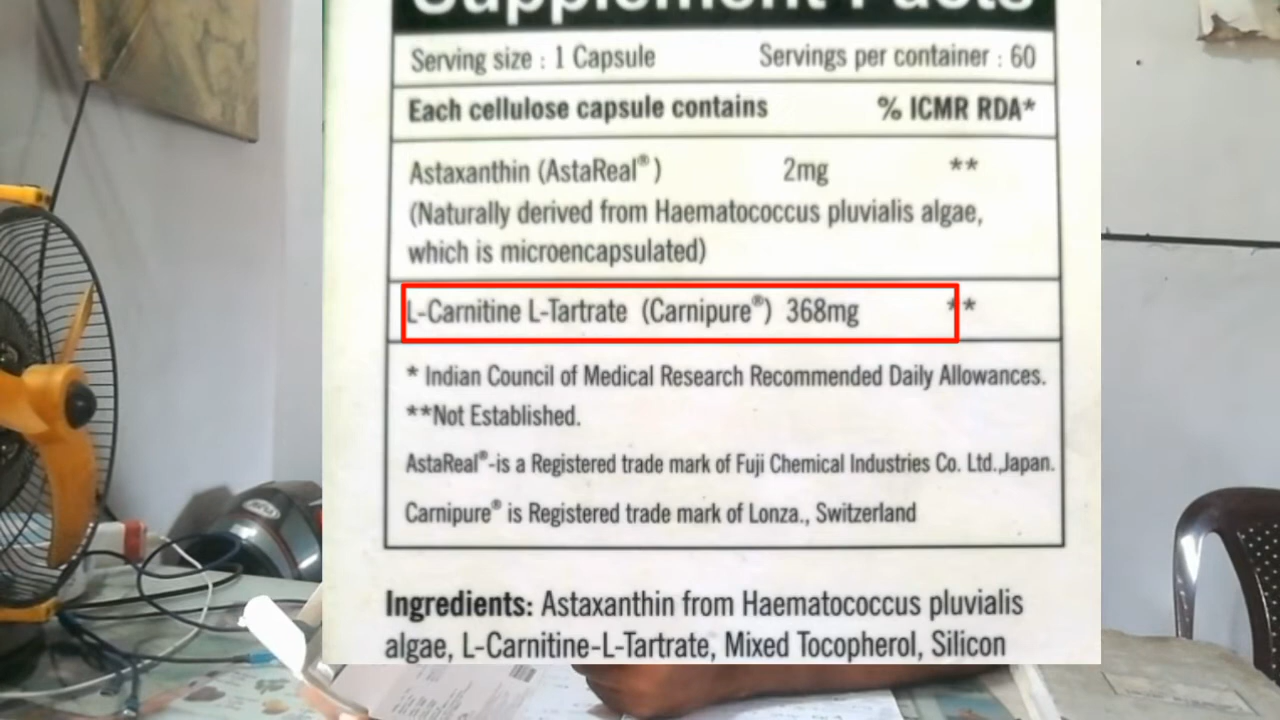 Supplement Facts
Serving size : 1 Capsule Servings per container : 60
Each cellulose capsule contains % ICMR RDA*
Astaxanthin (AstaReal®) 2mg **
(Naturally derived from Haematococcus pluvialis algae,
which is microencapsulated)
L-Carnitine L-Tartrate (Carnipure®) 368mg **
* Indian Council of Medical Research Recommended Daily Allowances.
**Not Established.
AstaReal®-is a Registered trade mark of Fuji Chemical Industries Co. Ltd.,Japan.
Carnipure® is Registered trade mark of Lonza., Switzerland
Ingredients: Astaxanthin from Haematococcus pluvialis
algae, L-Carnitine-L-Tartrate, Mixed Tocopherol, Silicon